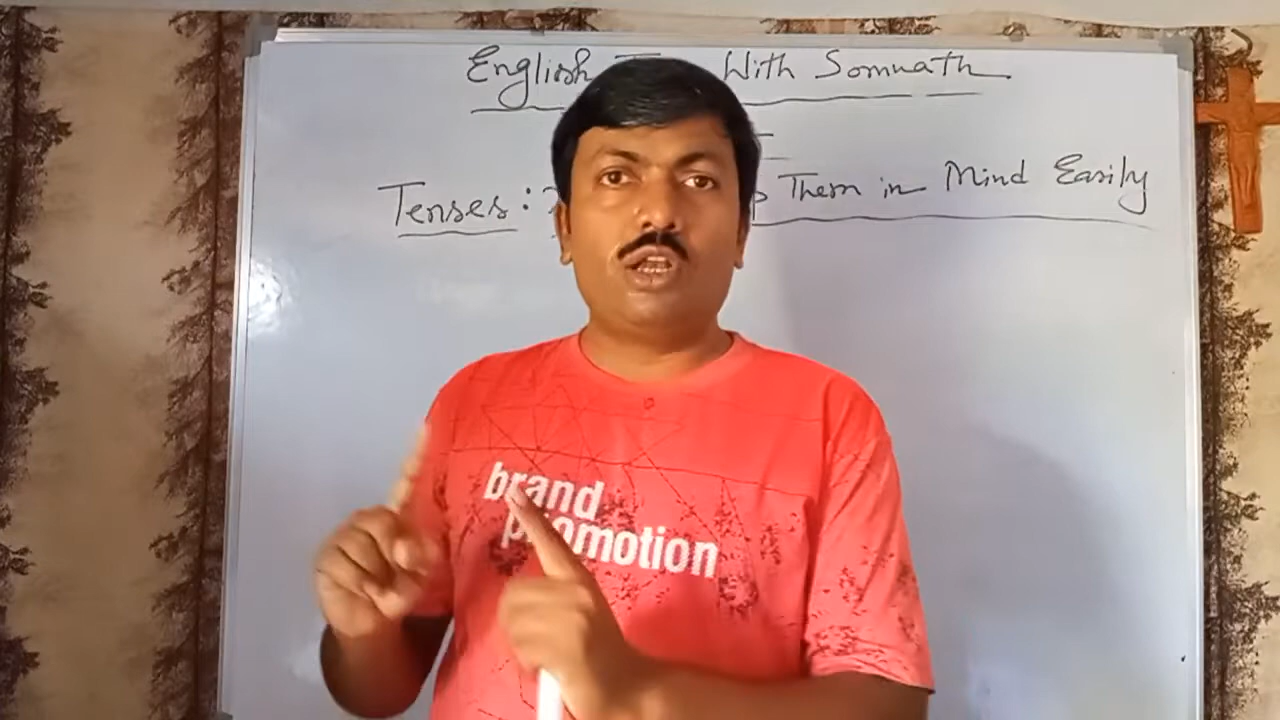 English With Somnath
Tenses: Them in Mind Easily
brand
promotion